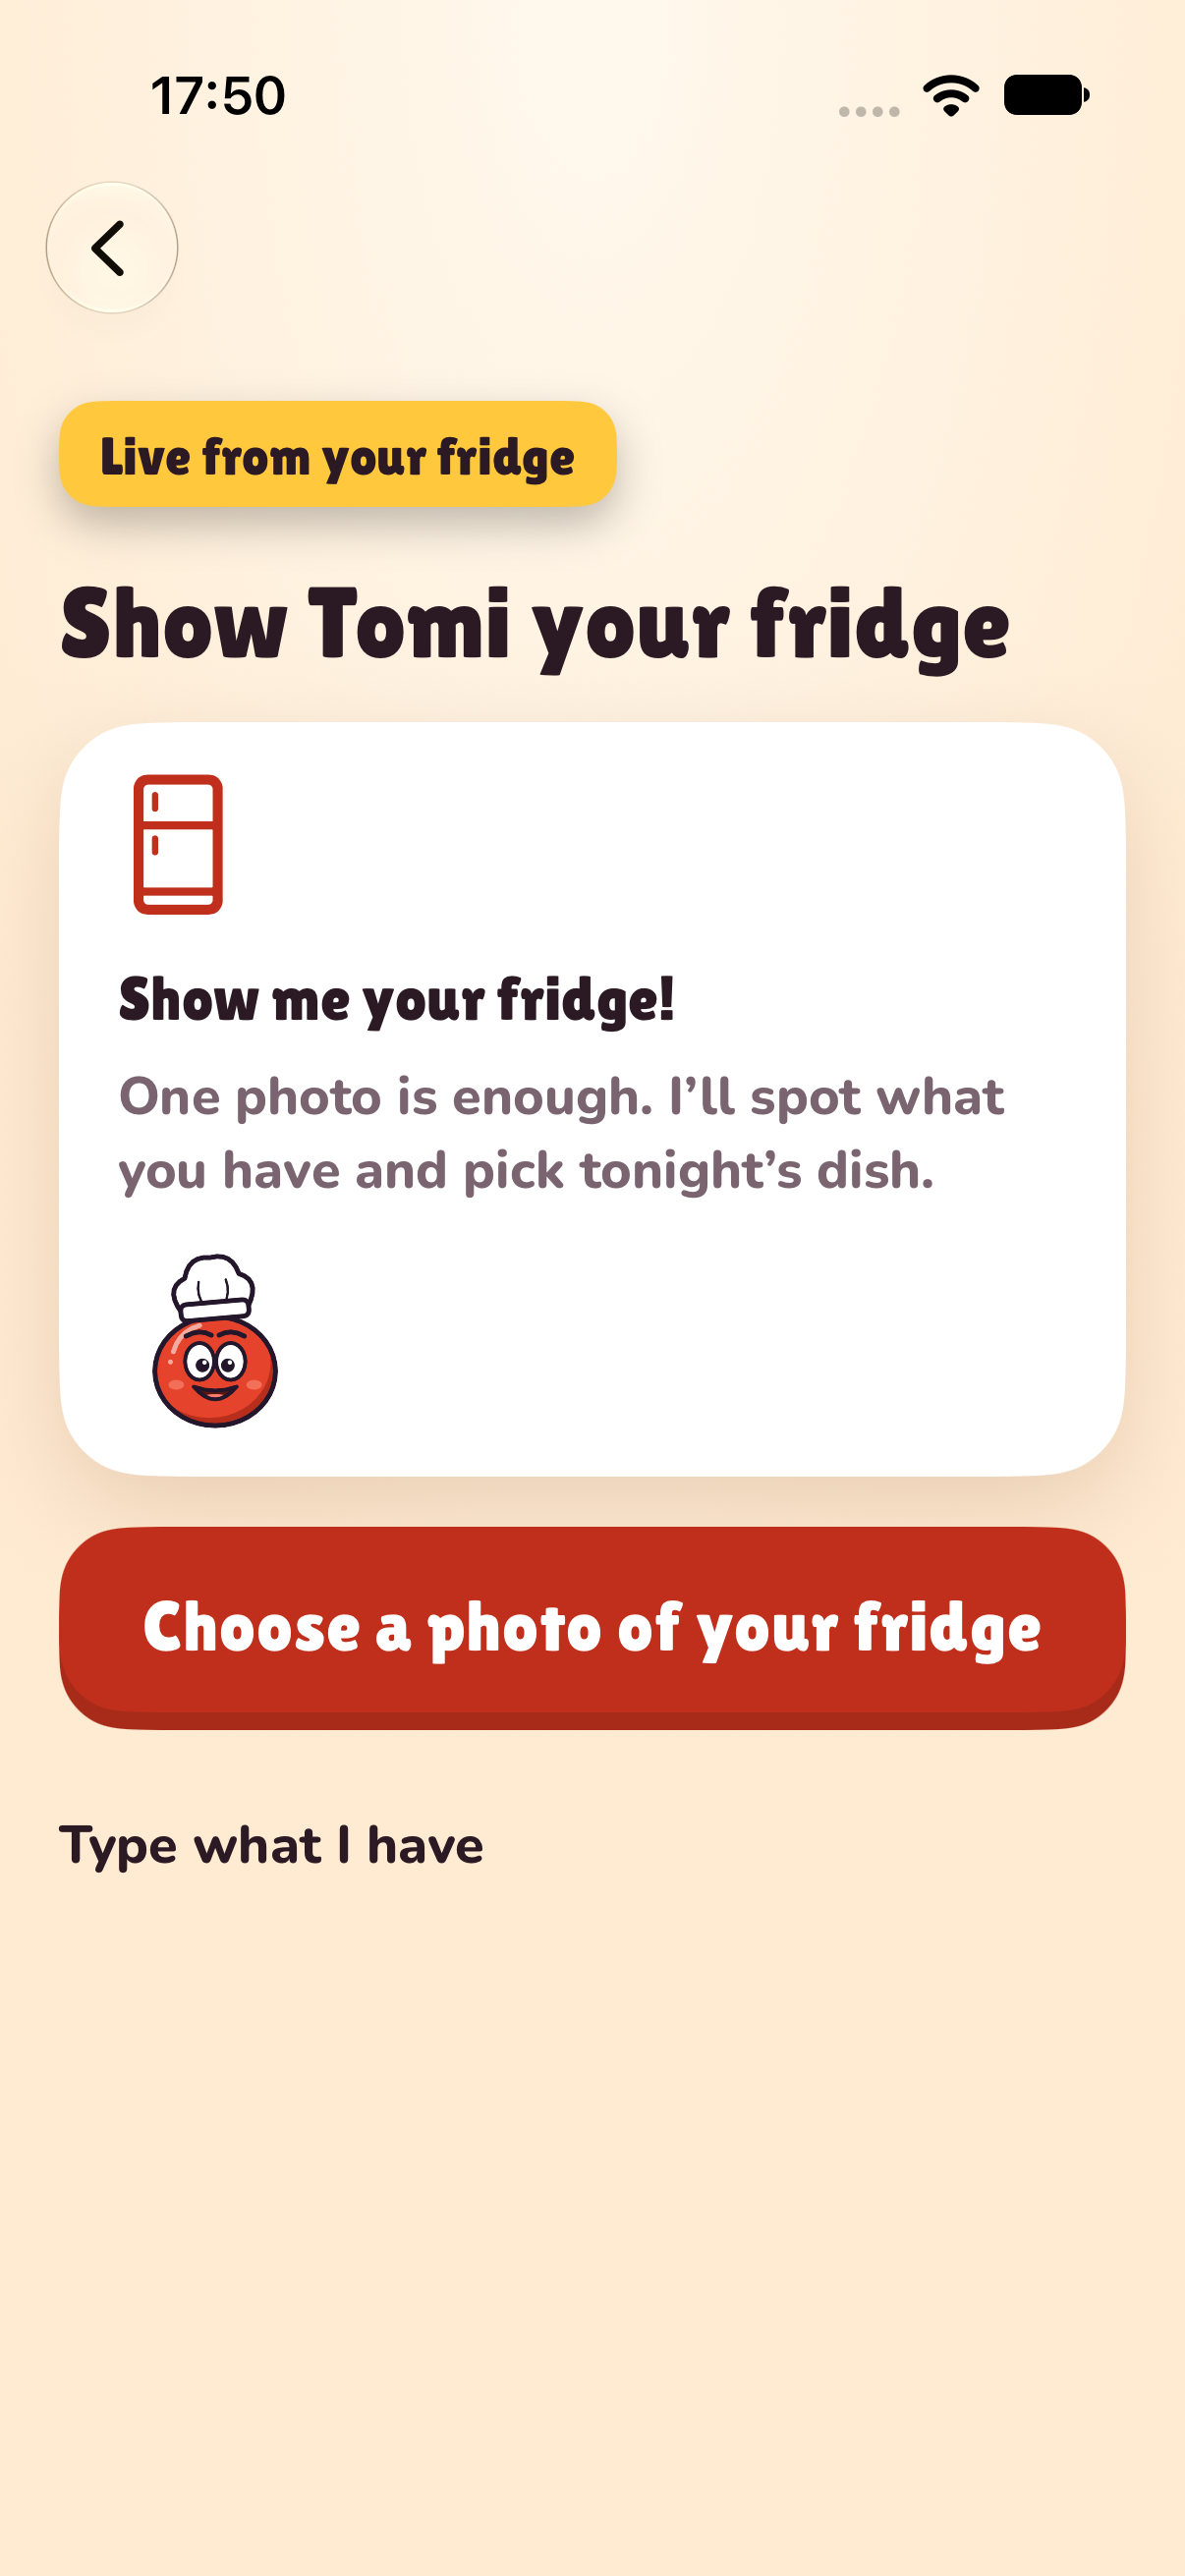 17:50
Live from your fridge
Show Tomi your fridge
Show me your fridge!
One photo is enough. I’ll spot what
you have and pick tonight’s dish.
Choose a photo of your fridge
Type what I have